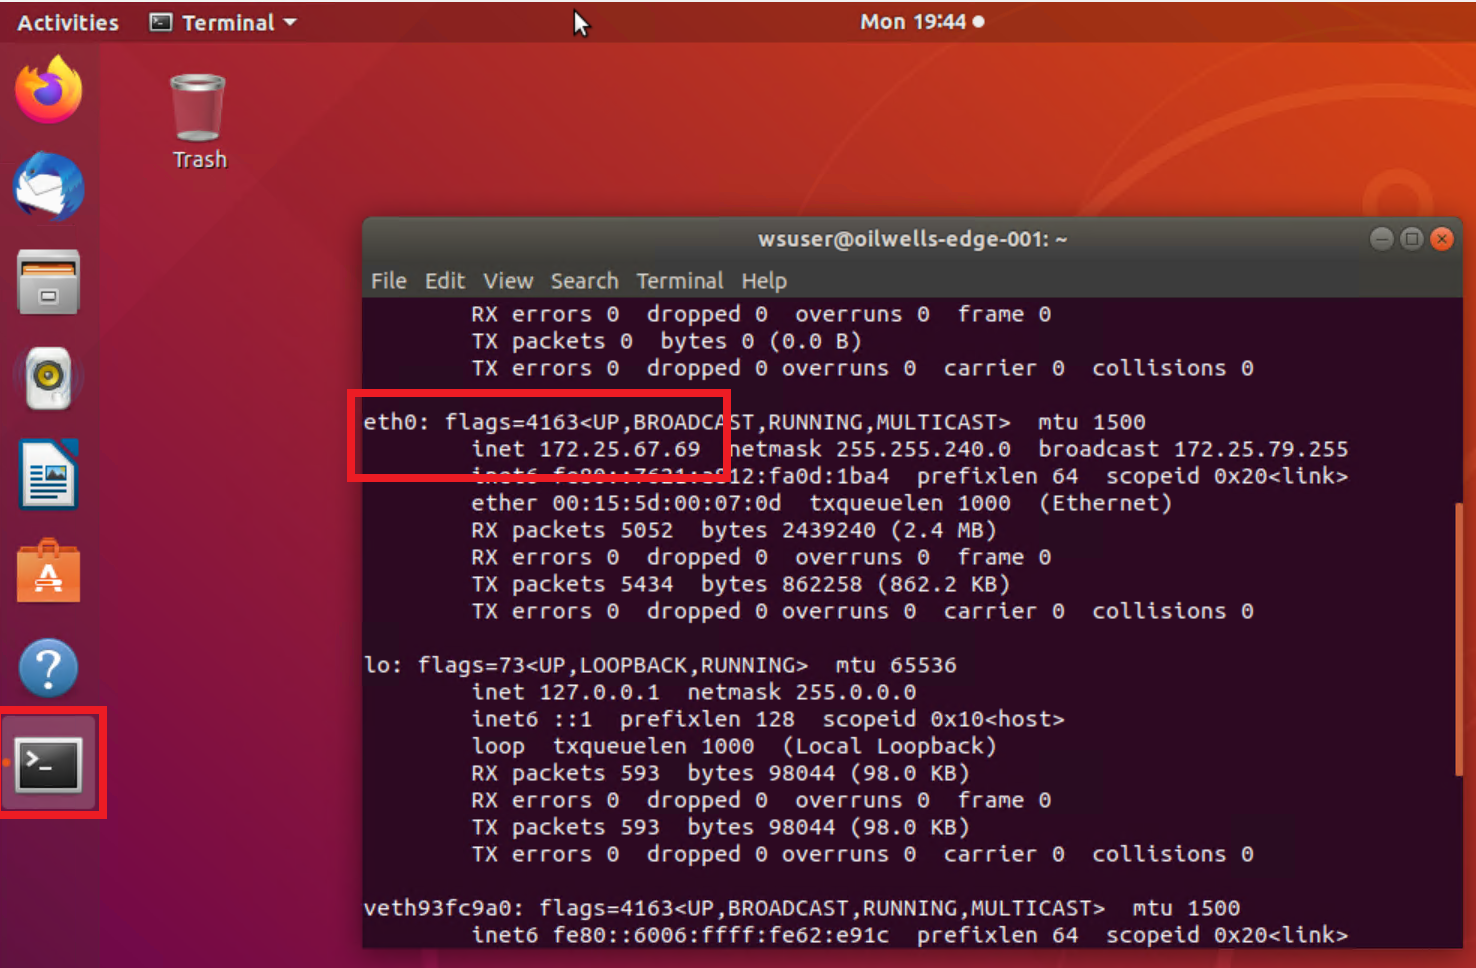 Activities Terminal Mon 19:44
Trash
wsuser@oilwells-edge-001: ~
File Edit View Search Terminal Help
RX errors 0 dropped 0 overruns 0 frame 0
TX packets 0 bytes 0 (0.0 B)
TX errors 0 dropped 0 overruns 0 carrier 0 collisions 0
eth0: flags=4163<UP,BROADCAST,RUNNING,MULTICAST> mtu 1500
inet 172.25.67.69 netmask 255.255.240.0 broadcast 172.25.79.255
inet6 fe80::7621:a812:fa0d:1ba4 prefixlen 64 scopeid 0x20<link>
ether 00:15:5d:00:07:0d txqueuelen 1000 (Ethernet)
RX packets 5052 bytes 2439240 (2.4 MB)
RX errors 0 dropped 0 overruns 0 frame 0
TX packets 5434 bytes 862258 (862.2 KB)
TX errors 0 dropped 0 overruns 0 carrier 0 collisions 0
lo: flags=73<UP,LOOPBACK,RUNNING> mtu 65536
inet 127.0.0.1 netmask 255.0.0.0
inet6 ::1 prefixlen 128 scopeid 0x10<host>
loop txqueuelen 1000 (Local Loopback)
RX packets 593 bytes 98044 (98.0 KB)
RX errors 0 dropped 0 overruns 0 frame 0
TX packets 593 bytes 98044 (98.0 KB)
TX errors 0 dropped 0 overruns 0 carrier 0 collisions 0
veth93fc9a0: flags=4163<UP,BROADCAST,RUNNING,MULTICAST> mtu 1500
inet6 fe80::6006:ffff:fe62:e91c prefixlen 64 scopeid 0x20<link>